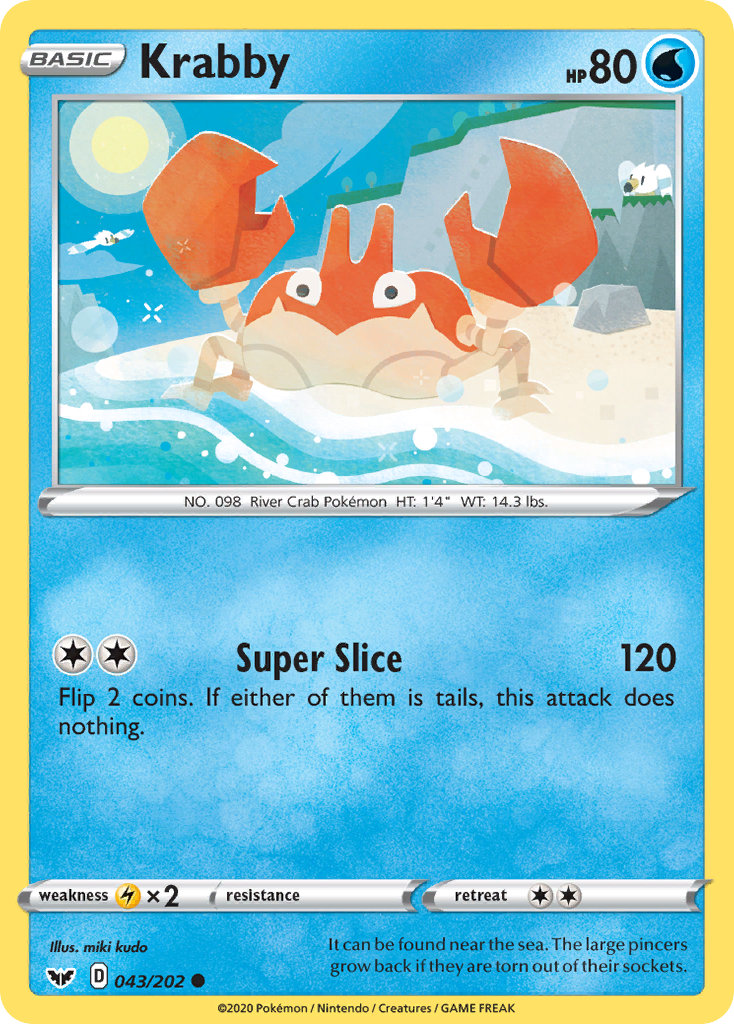 BASIC Krabby HP80
NO. 098 River Crab Pokémon HT: 1'4" WT: 14.3 lbs.
Super Slice 120
Flip 2 coins. If either of them is tails, this attack does
nothing.
weakness ×2 resistance retreat
Illus. miki kudo
It can be found near the sea. The large pincers
grow back if they are torn out of their sockets.
D 043/202
©2020 Pokémon / Nintendo / Creatures / GAME FREAK